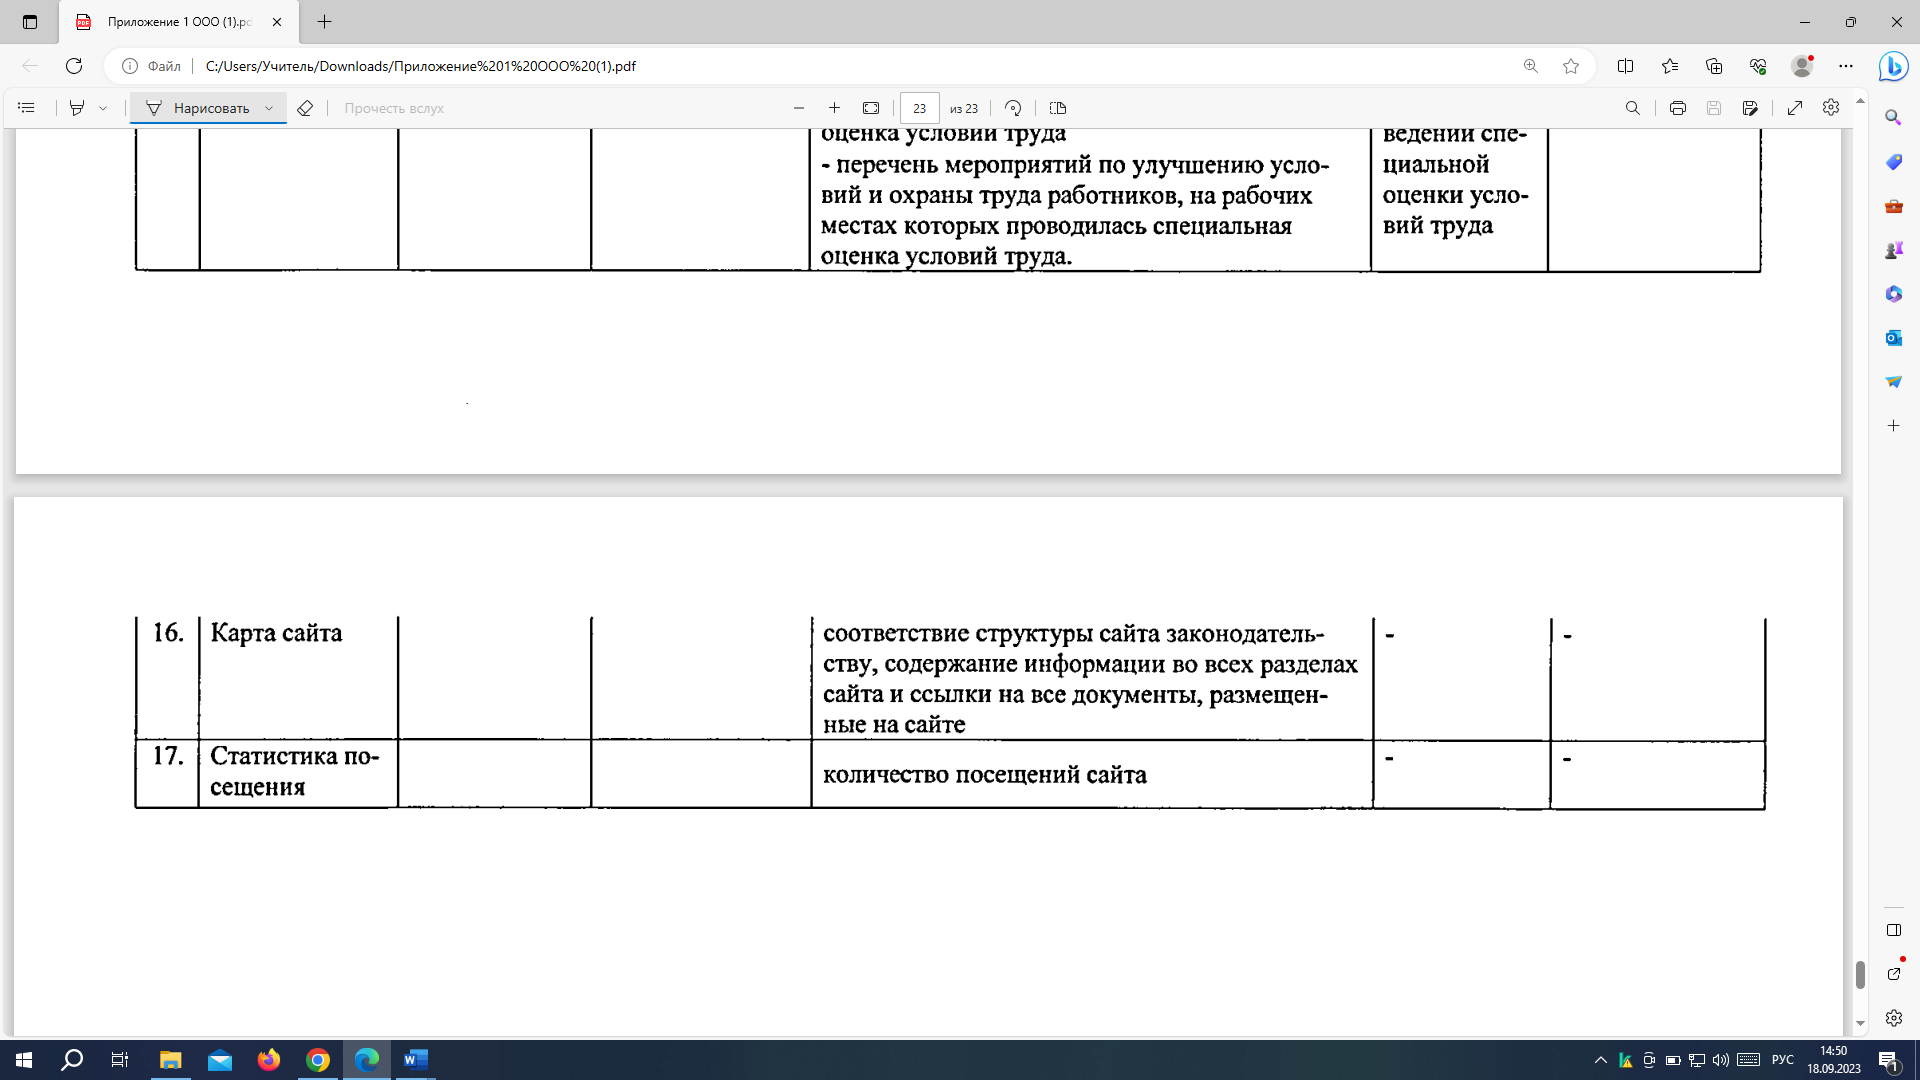 Приложение 1 ООО (1).pd
Файл
C:/Users/Учитель/Downloads/Приложение%201%20ООО%20(1).pdf
Нарисовать
Прочесть вслух
23
из 23
оценка условий труда
- перечень мероприятий по улучшению усло-
вий и охраны труда работников, на рабочих
местах которых проводилась специальная
оценка условий труда.
ведении спе-
циальной
оценки усло-
вий труда
16.
Карта сайта
соответствие структуры сайта законодатель-
ству, содержание информации во всех разделах
сайта и ссылки на все документы, размещен-
ные на сайте
-
-
17.
Статистика по-
сещения
количество посещений сайта
-
-
РУС
14:50
18.09.2023
1